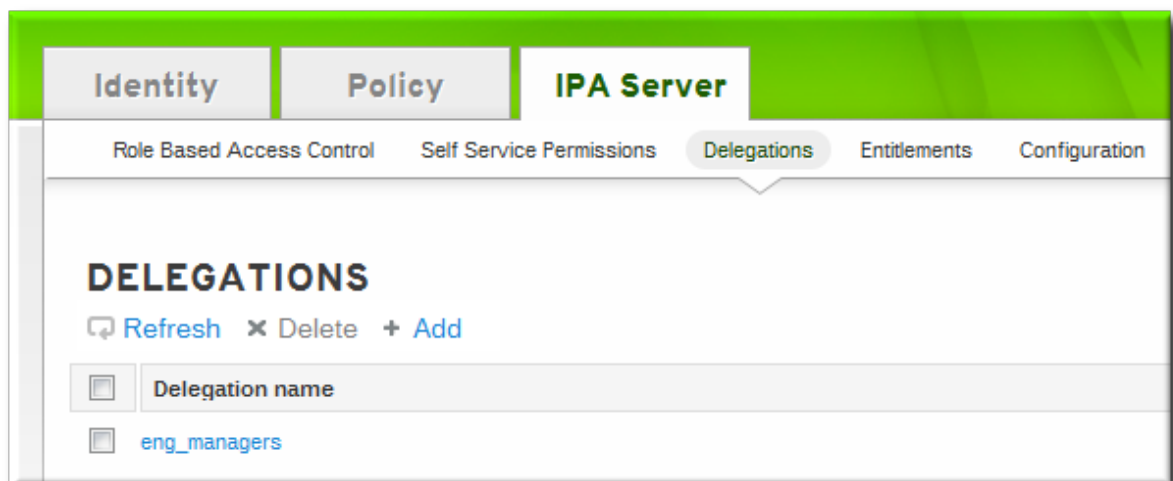 Identity Policy IPA Server
Role Based Access Control Self Service Permissions Delegations Entitlements Configuration
DELEGATIONS
Refresh Delete + Add
Delegation name
eng_managers